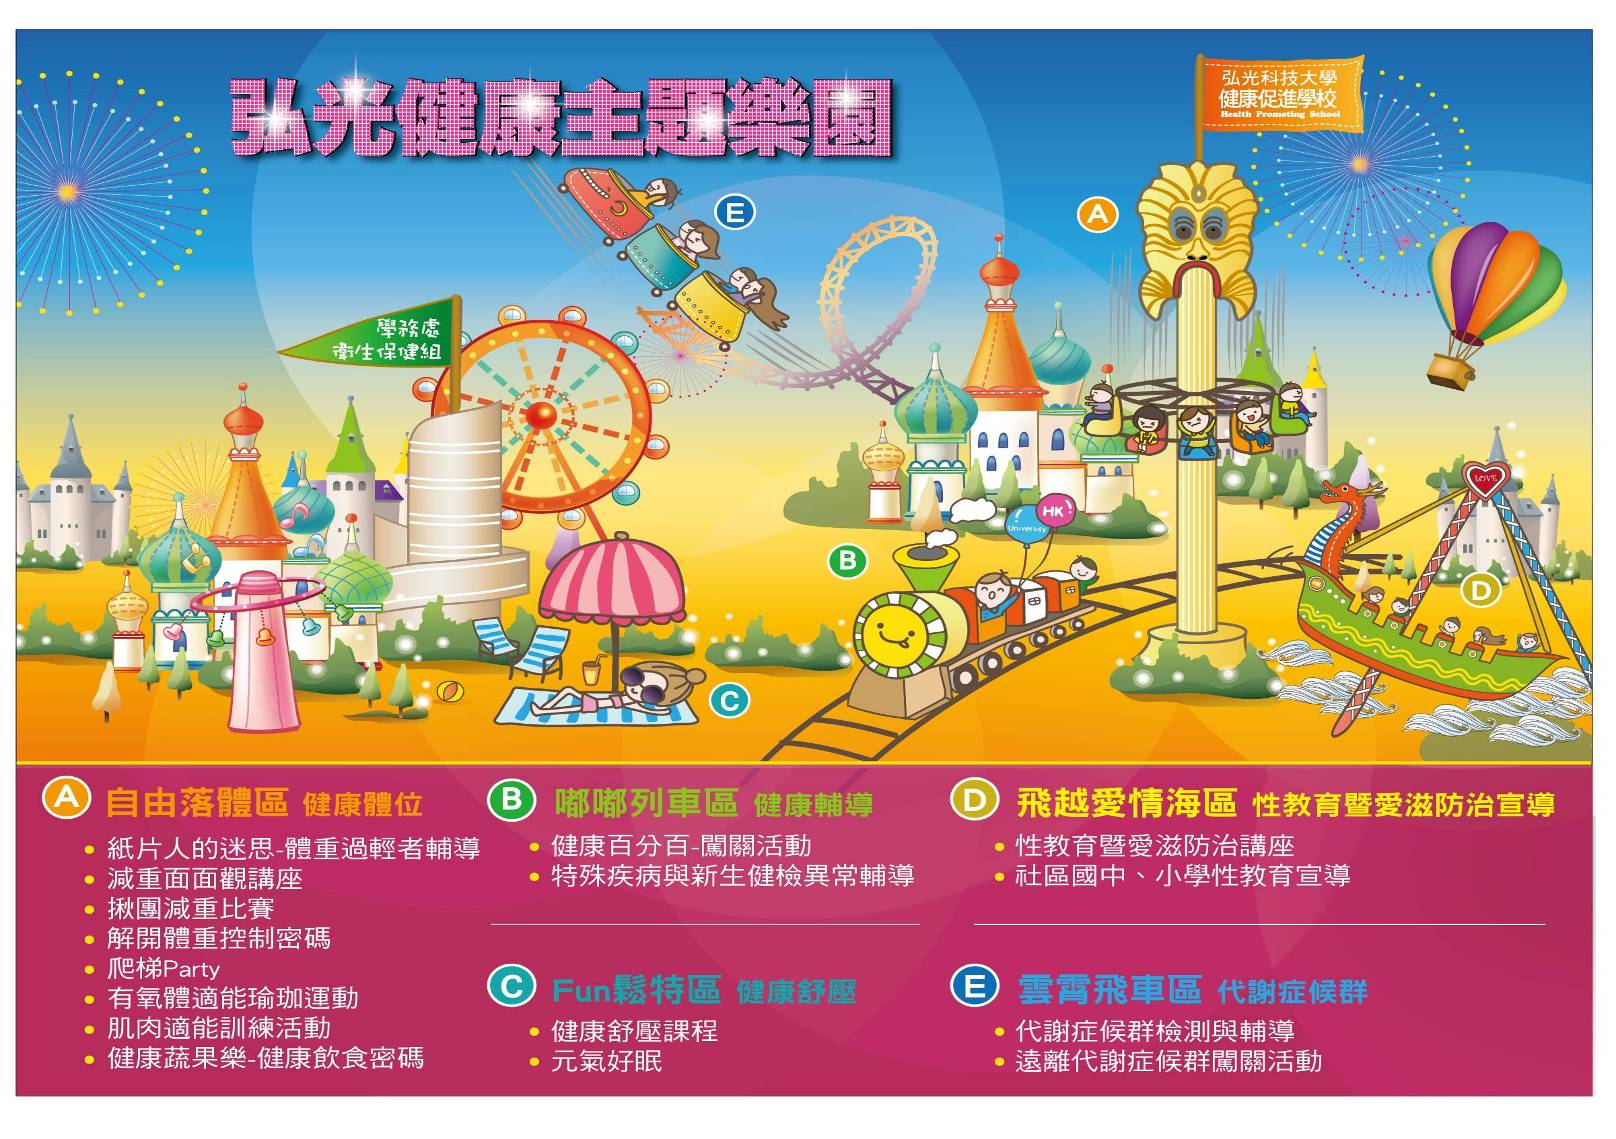 弘光健康主題樂園
弘光科技大學
健康促進學校
Health Promoting School
E
A
學務處
衛生保健組
LOVE
HK
University
B
D
C
A 自由落體區 健康體位
紙片人的迷思-體重過輕者輔導
減重面面觀講座
揪團減重比賽
解開體重控制密碼
爬梯Party
有氧體適能瑜珈運動
肌肉適能訓練活動
健康蔬果樂-健康飲食密碼
B 嘟嘟列車區 健康輔導
健康百分百-闖關活動
特殊疾病與新生健檢異常輔導
C Fun鬆特區 健康舒壓
健康舒壓課程
元氣好眠
D 飛越愛情海區 性教育暨愛滋防治宣導
性教育暨愛滋防治講座
社區國中、小學性教育宣導
E 雲霄飛車區 代謝症候群
代謝症候群檢測與輔導
遠離代謝症候群闖關活動